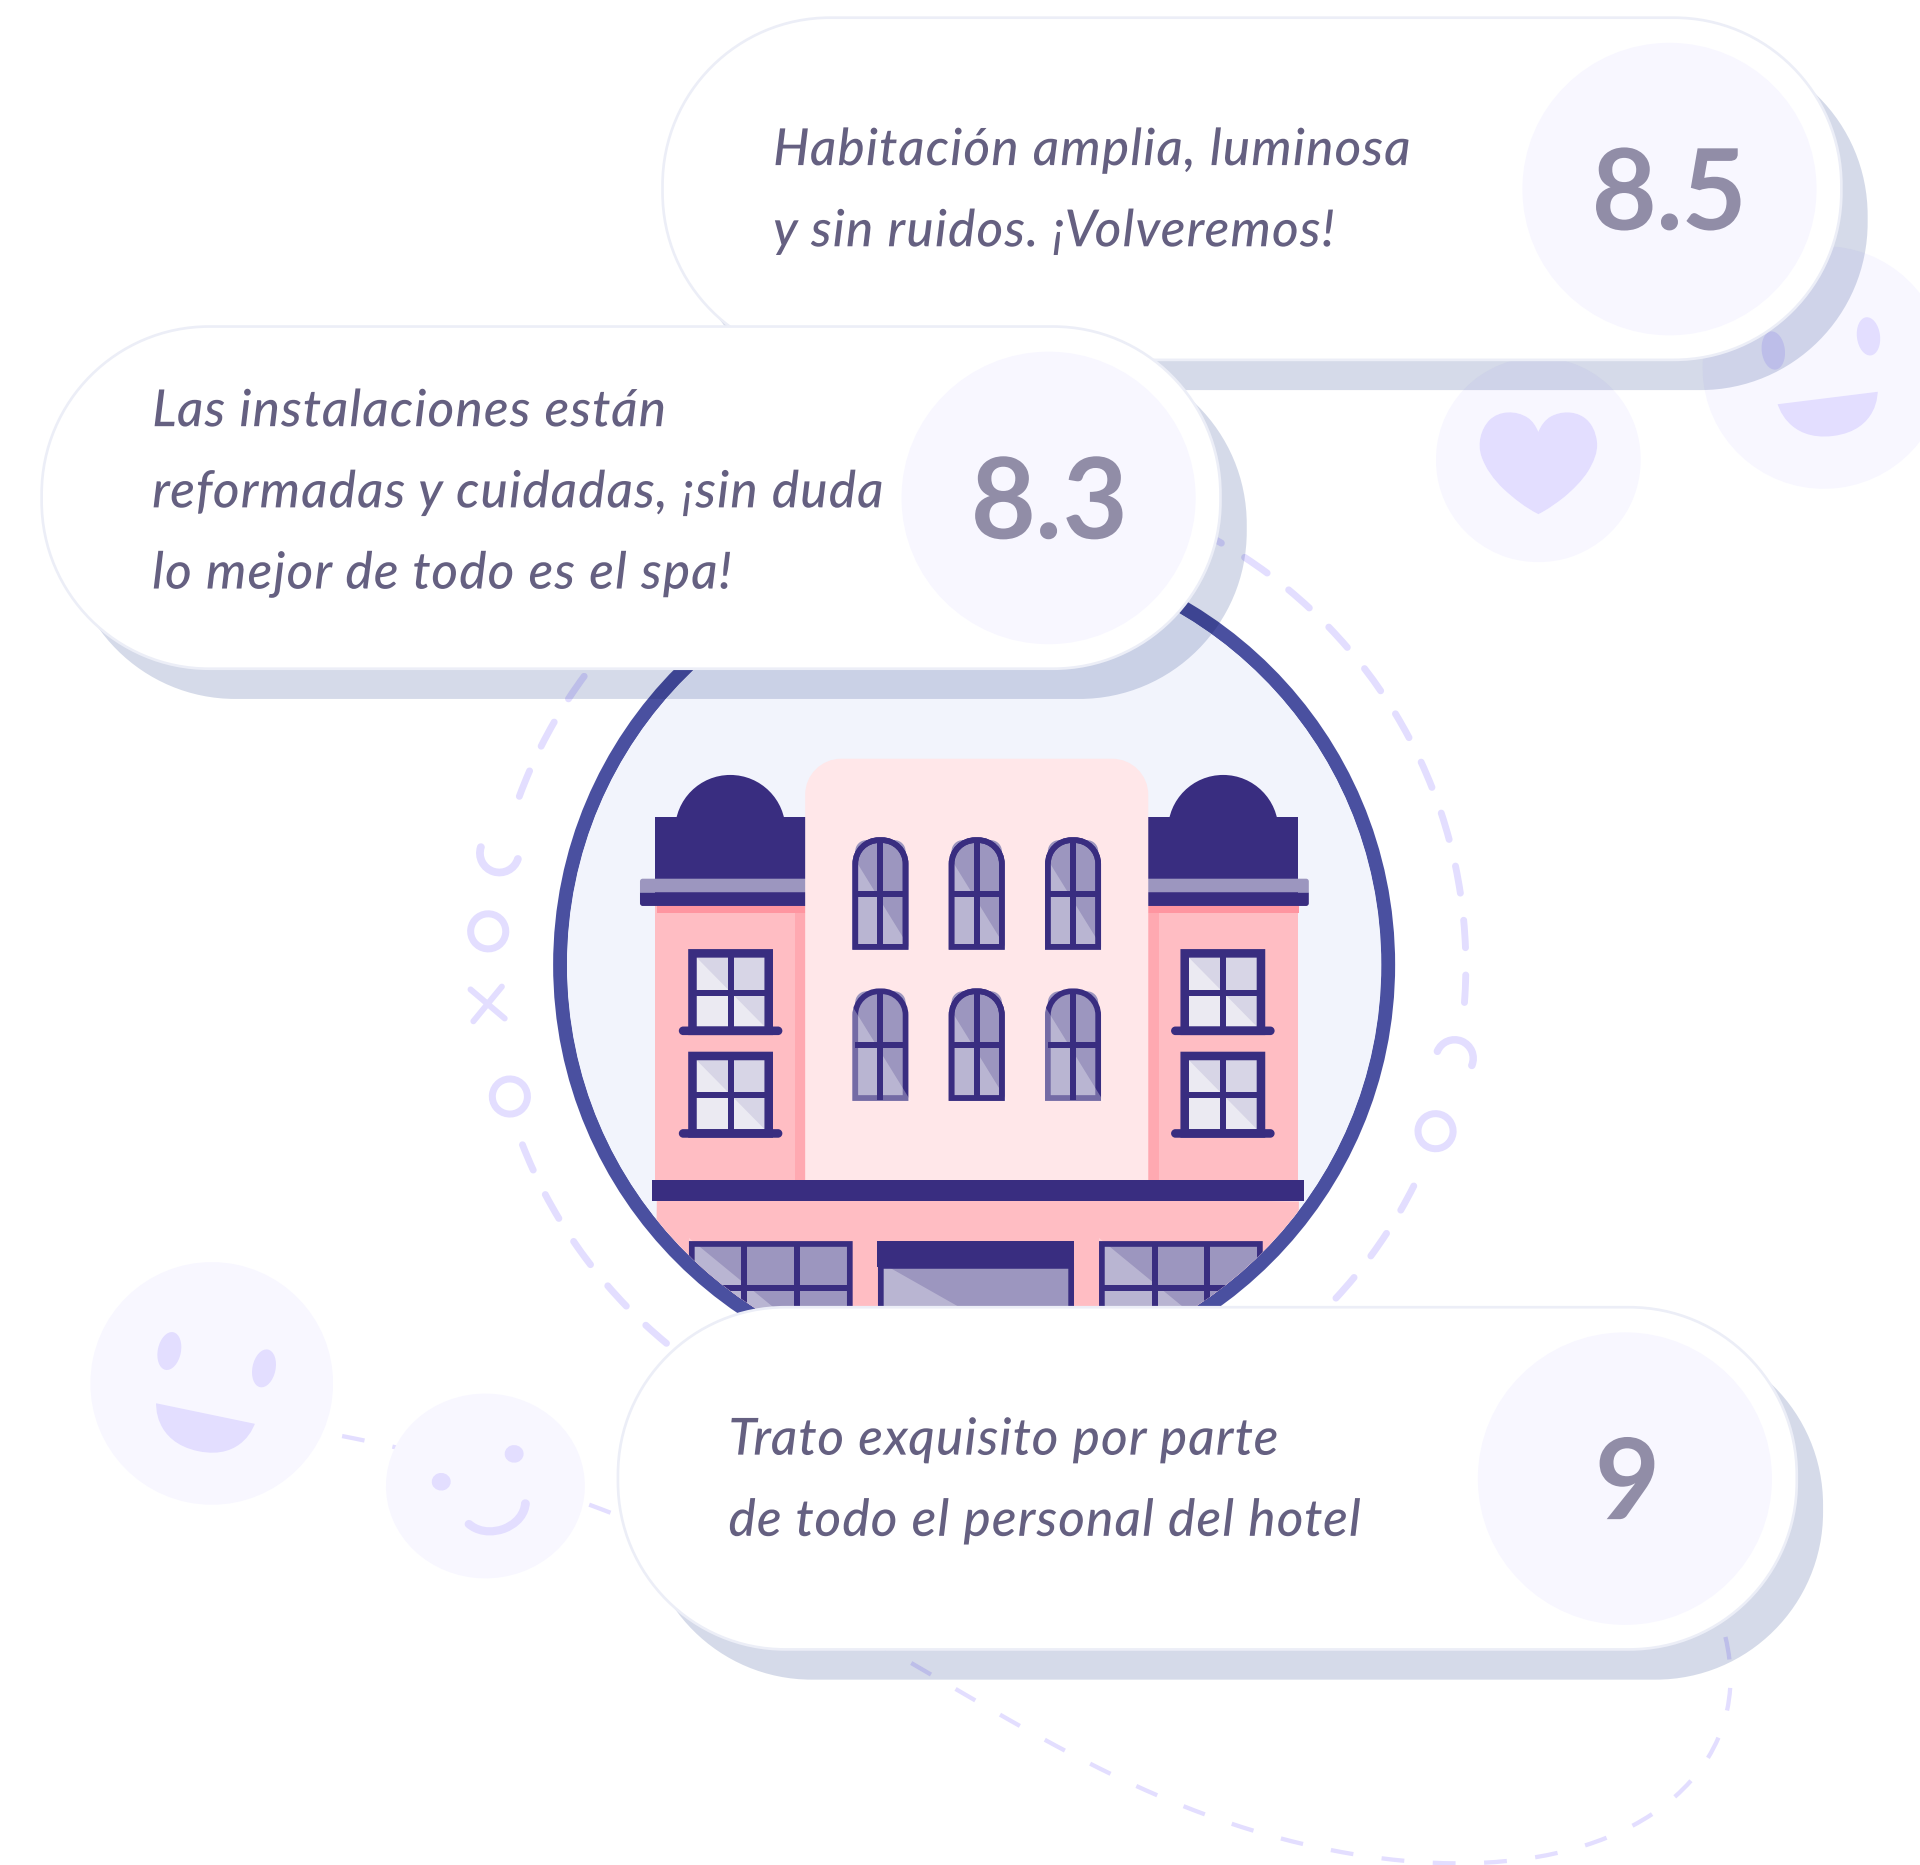 Habitación amplia, luminosa
y sin ruidos. ¡Volveremos!
8.5
Las instalaciones están
reformadas y cuidadas, ¡sin duda
lo mejor de todo es el spa!
8.3
Trato exquisito por parte
de todo el personal del hotel
9